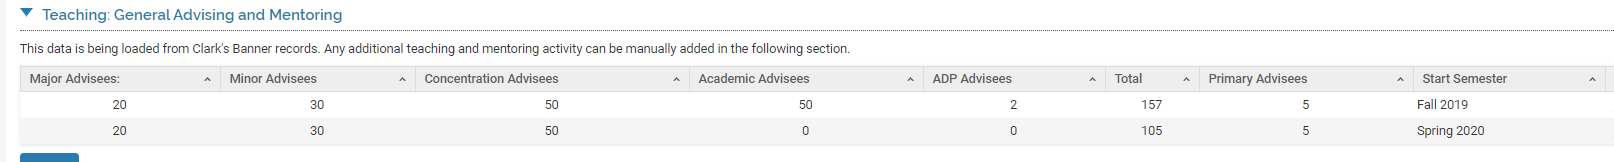 Teaching: General Advising and Mentoring
This data is being loaded from Clark's Banner records. Any additional teaching and mentoring activity can be manually added in the following section.
Major Advisees: Minor Advisees Concentration Advisees Academic Advisees ADP Advisees Total Primary Advisees Start Semester
20 30 50 50 2 157 5 Fall 2019
20 30 50 0 0 105 5 Spring 2020